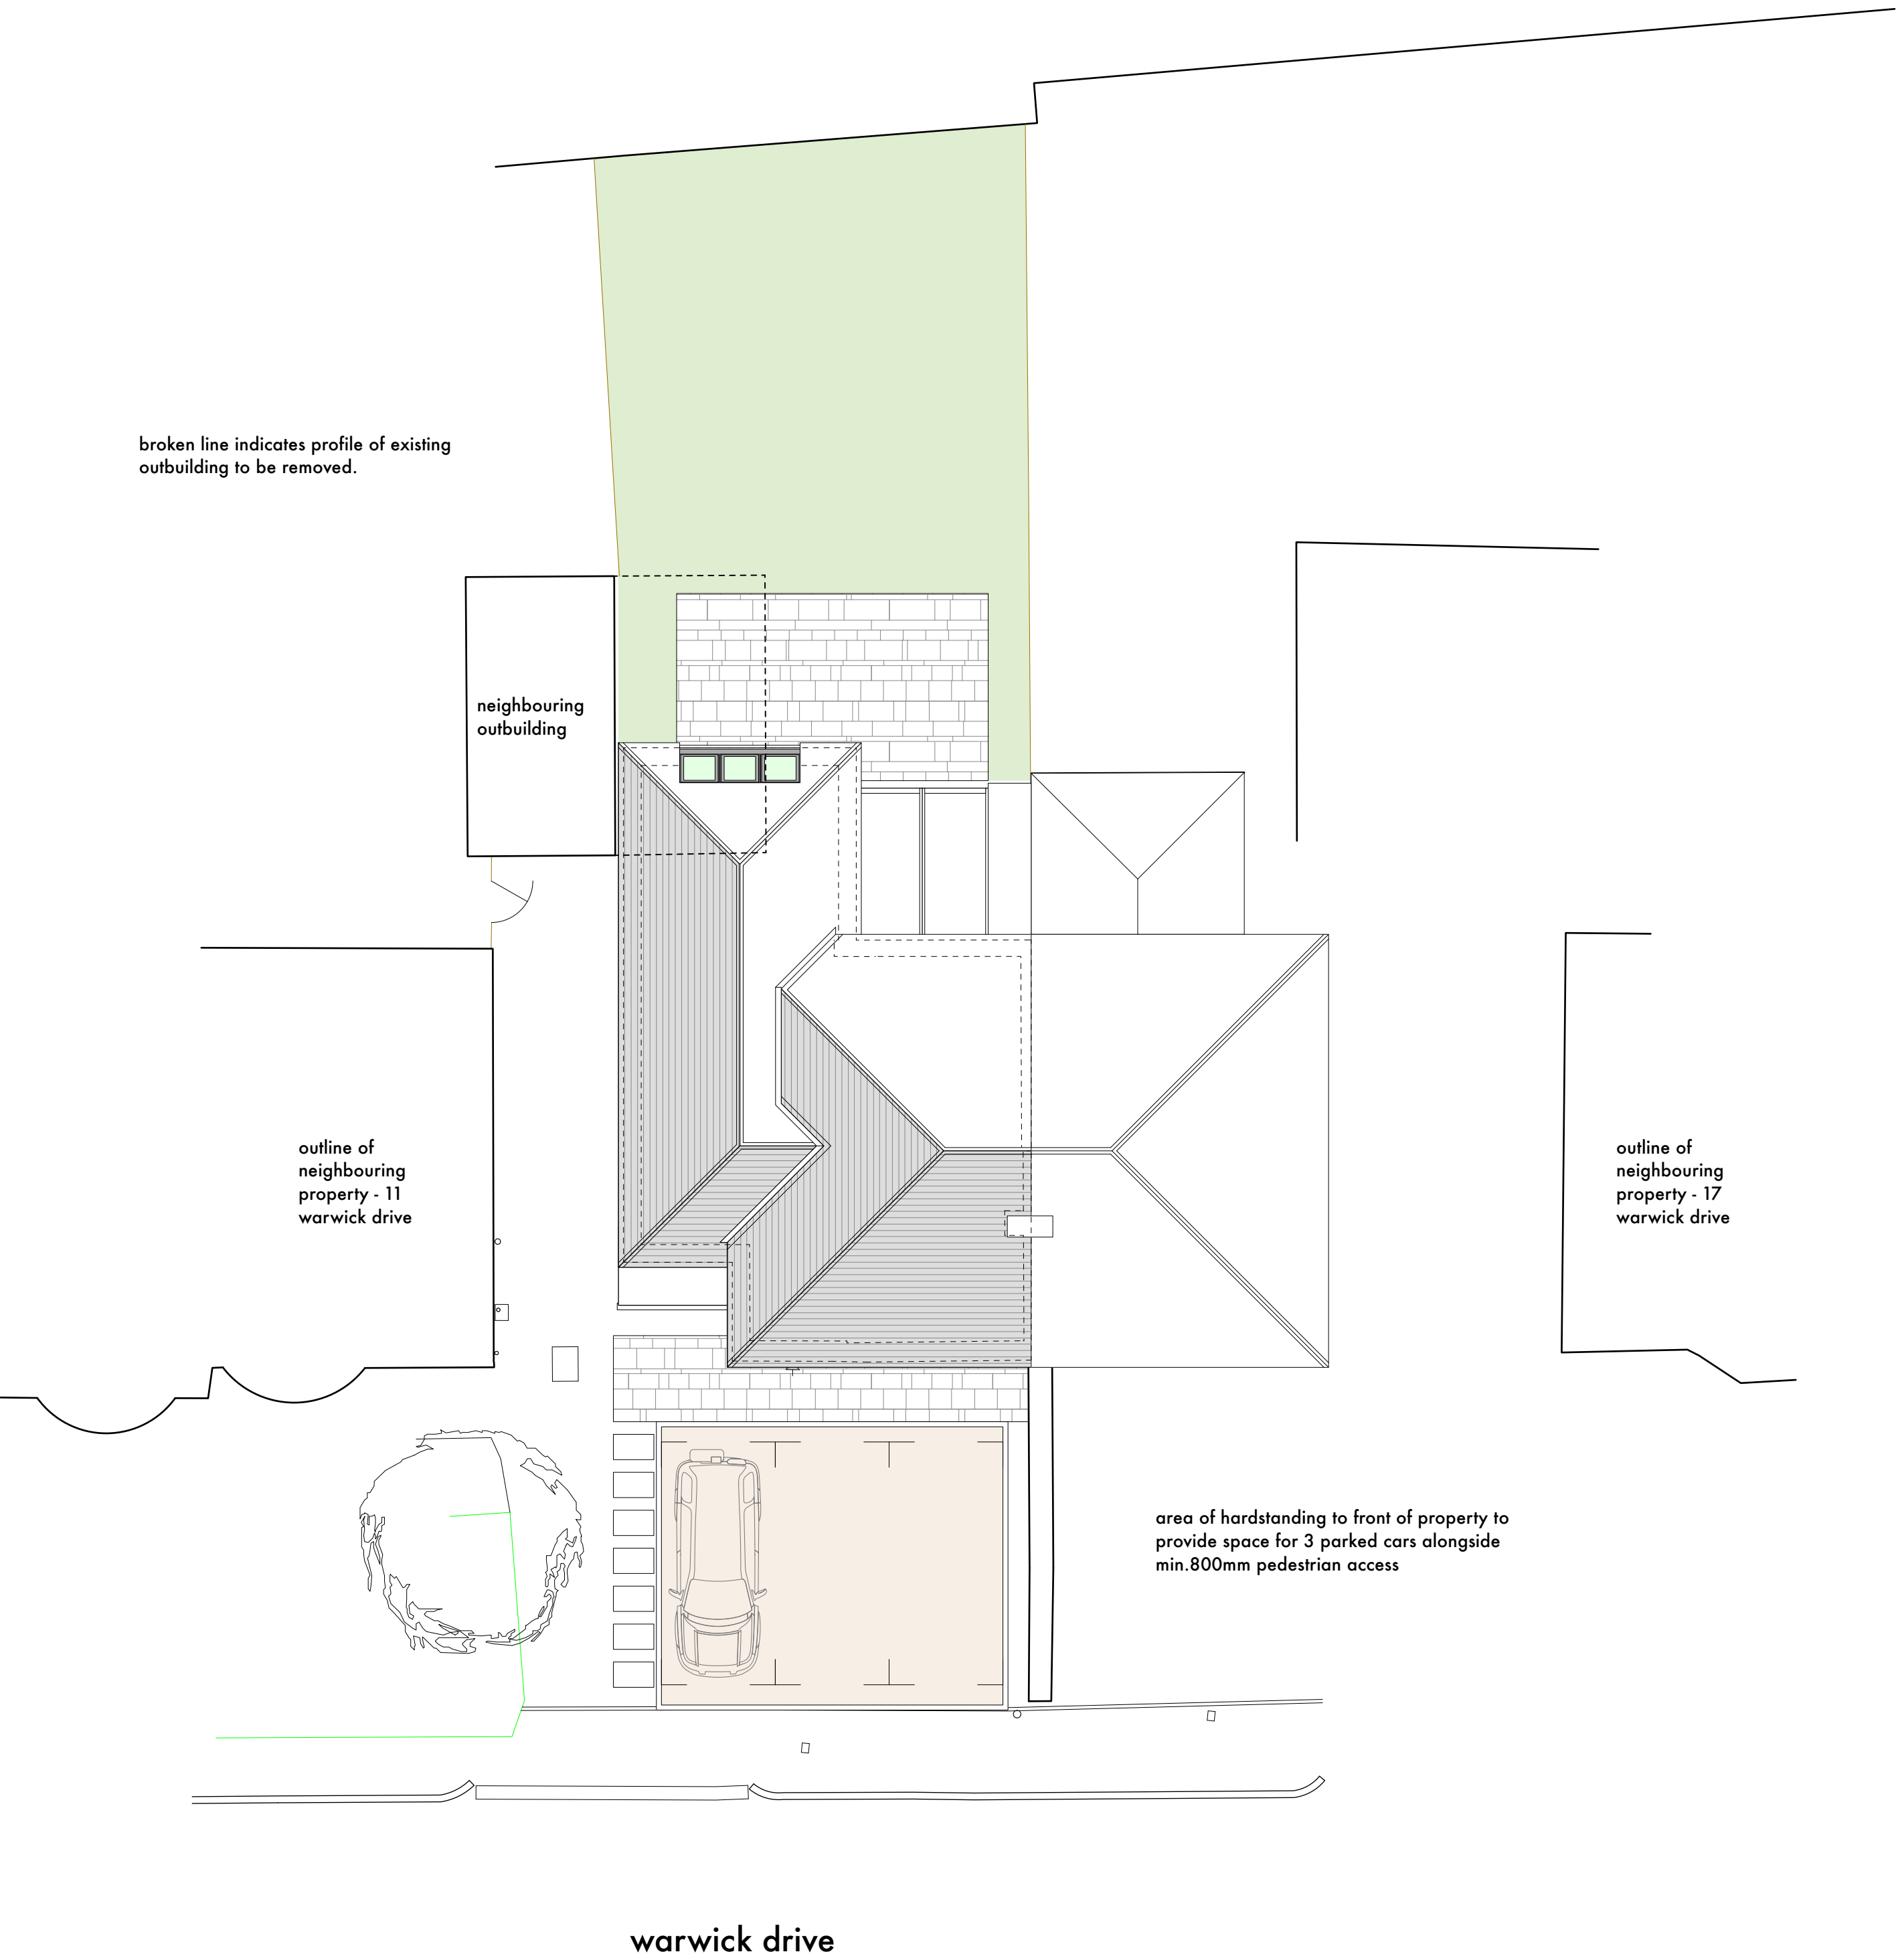 broken line indicates profile of existing
outbuilding to be removed.
neighbouring
outbuilding
outline of
neighbouring
property - 11
warwick drive
outline of
neighbouring
property - 17
warwick drive
area of hardstanding to front of property to
provide space for 3 parked cars alongside
min.800mm pedestrian access
warwick drive